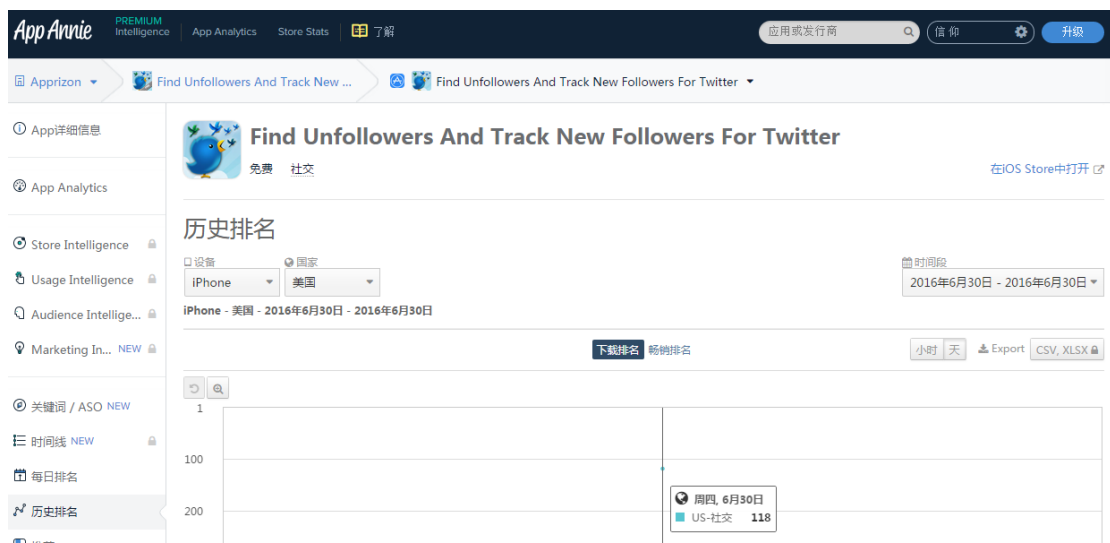 App Annie PREMIUM Intelligence App Analytics Store Stats 了解 应用或发行商 信仰 升级
Apprizon Find Unfollowers And Track New ... Find Unfollowers And Track New Followers For Twitter
App详细信息
Find Unfollowers And Track New Followers For Twitter
免费 社交
在iOS Store中打开
App Analytics
历史排名
Store Intelligence
设备 国家 时间段
Usage Intelligence
iPhone 美国 2016年6月30日 - 2016年6月30日
Audience Intellige...
iPhone - 美国 - 2016年6月30日 - 2016年6月30日
Marketing In... NEW
下载排名 畅销排名 小时 天 Export CSV, XLSX
关键词 / ASO NEW
1
时间线 NEW
100
每日排名
周四, 6月30日
历史排名
200
US-社交 118